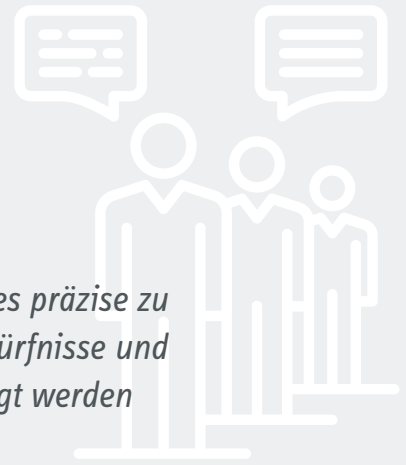 es präzise zu
ürfnisse und
gt werden